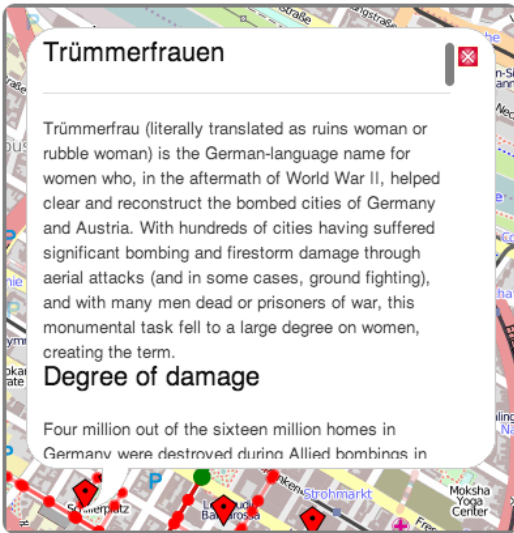 straße
ngstraß
Trümmerfrauen
Trümmerfrau (literally translated as ruins woman or
rubble woman) is the German-language name for
women who, in the aftermath of World War II, helped
clear and reconstruct the bombed cities of Germany
and Austria. With hundreds of cities having suffered
significant bombing and firestorm damage through
aerial attacks (and in some cases, ground fighting),
and with many men dead or prisoners of war, this
monumental task fell to a large degree on women,
creating the term.
Degree of damage
Four million out of the sixteen million homes in
Germany were destroyed during Allied bombings in
P
Strohmarkt
Moksha
Yoga
Center